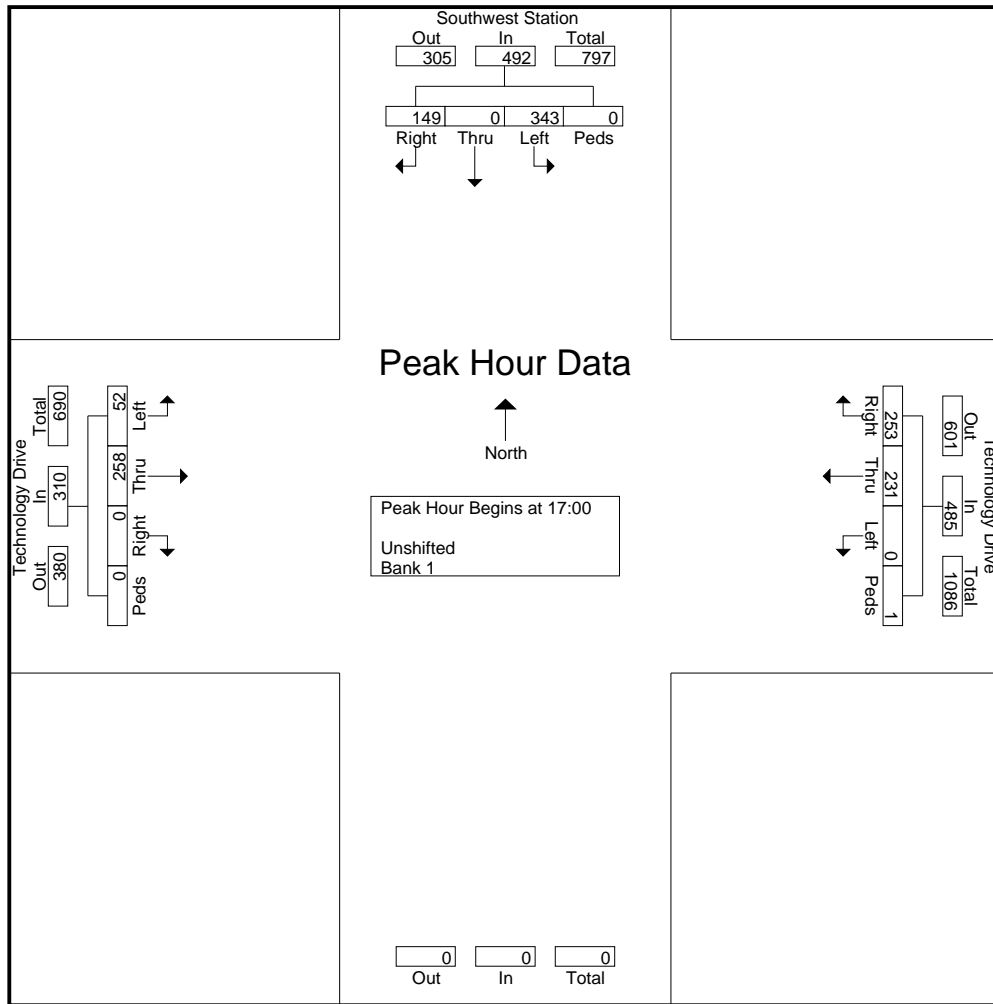 Southwest Station
Out In Total
305 492 797
149 0 343 0
Right Thru Left Peds
Peak Hour Data
North
Peak Hour Begins at 17:00
Unshifted
Bank 1
Technology Drive
Total In Out
690 310 380
52 258 0 0
Left Thru Right Peds
Technology Drive
Out In Total
601 485 1086
253 231 0 1
Right Thru Left Peds
0 0 0
Out In Total